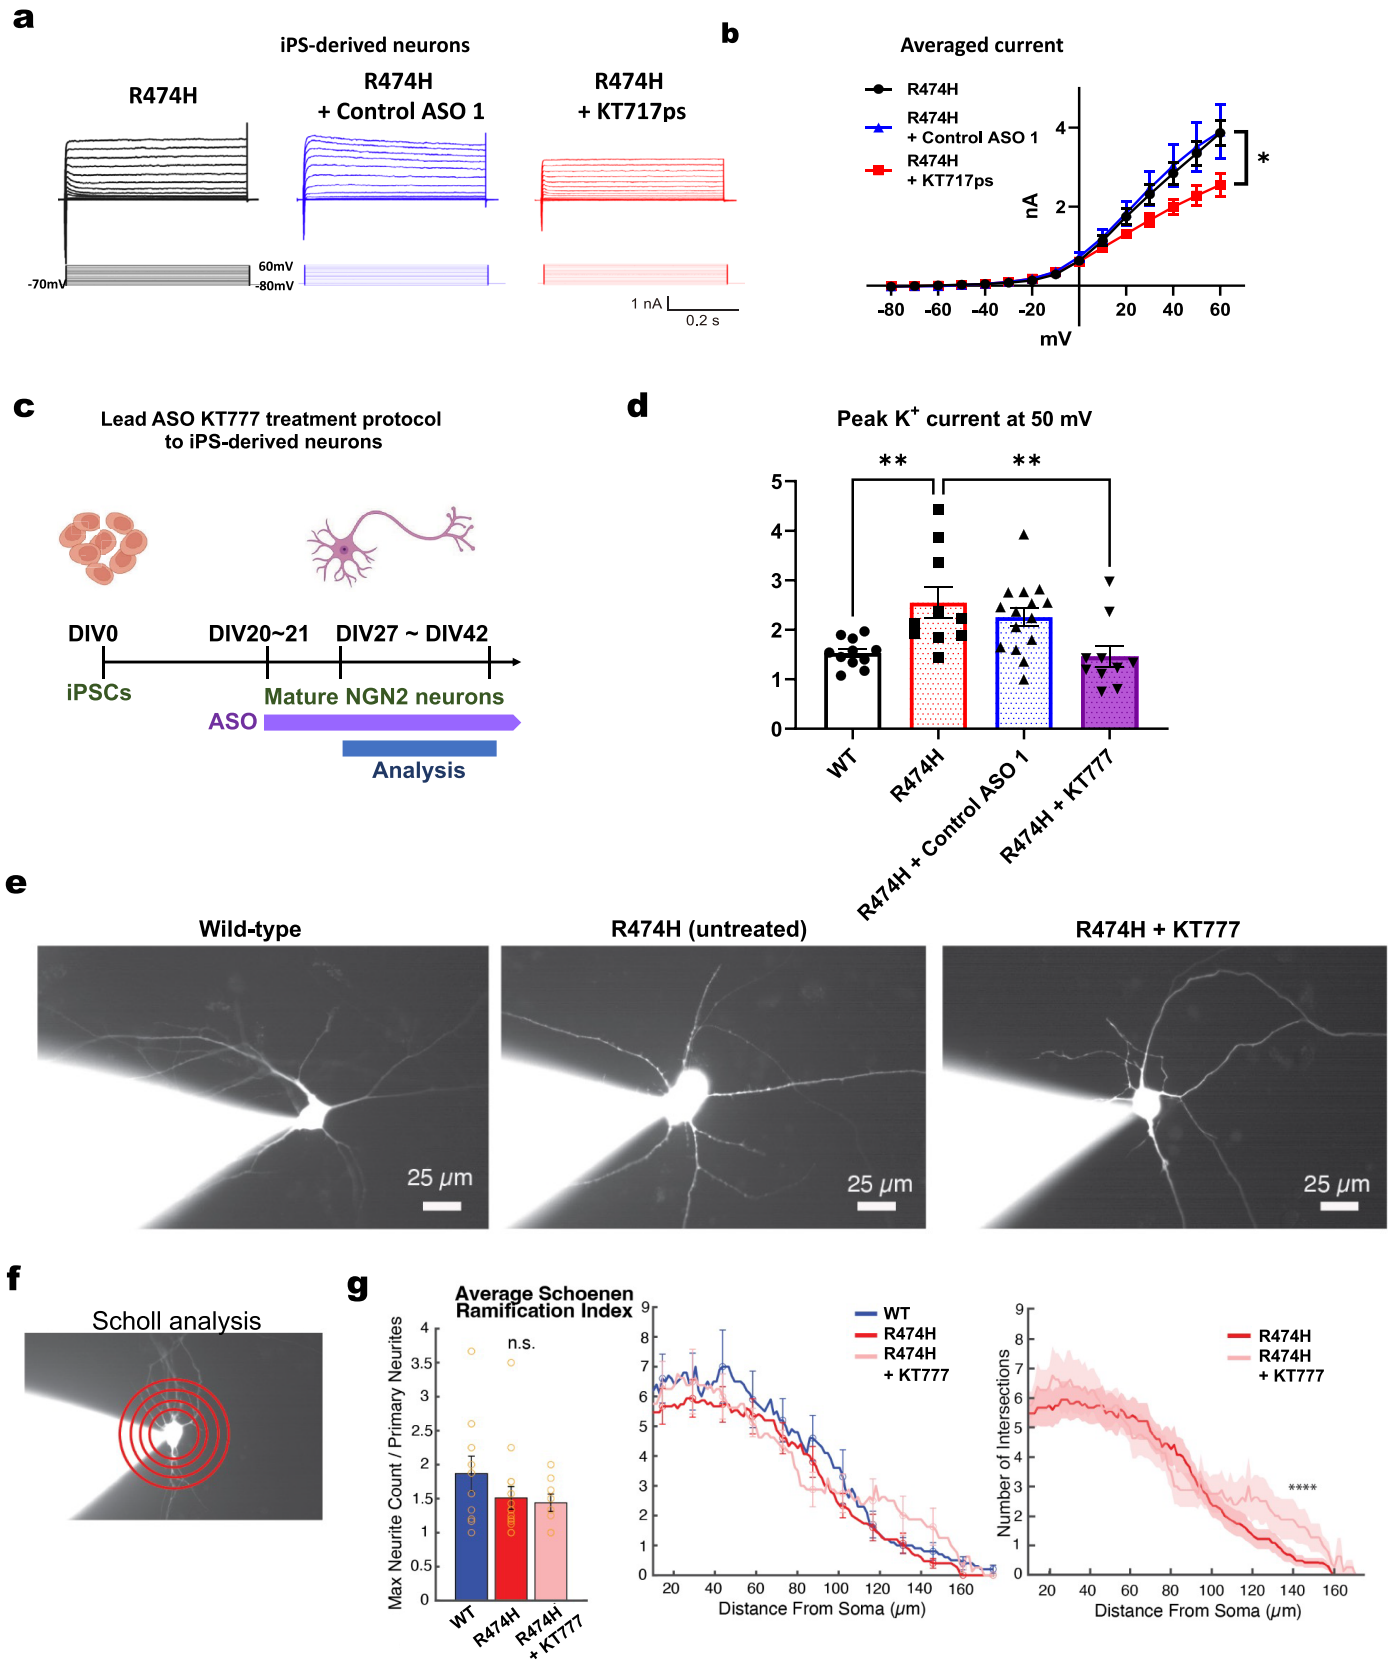 a
iPS-derived neurons
R474H
R474H
+ Control ASO 1
R474H
+ KT717ps
-70mV
60mV
-80mV
1 nA
0.2 s
b
Averaged current
R474H
R474H
+ Control ASO 1
R474H
+ KT717ps
nA
4
2
*
-80 -60 -40 -20 20 40 60
mV
c
Lead ASO KT777 treatment protocol
to iPS-derived neurons
DIV0 DIV20~21 DIV27 ~ DIV42
iPSCs
Mature NGN2 neurons
ASO
Analysis
d
Peak K+ current at 50 mV
** **
5
4
3
2
1
0
WT
R474H
R474H + Control ASO 1
R474H + KT777
e
Wild-type
R474H (untreated)
R474H + KT777
25 µm
25 µm
25 µm
f
Scholl analysis
g
Average Schoenen
Ramification Index
n.s.
Max Neurite Count / Primary Neurites
4
3.5
3
2.5
2
1.5
1
0.5
0
WT
R474H
R474H
+ KT777
9
8
7
6
5
4
3
2
1
0
WT
R474H
R474H
+ KT777
20 40 60 80 100 120 140 160
Distance From Soma (µm)
Number of Intersections
9
8
7
6
5
4
3
2
1
0
R474H
R474H
+ KT777
****
20 40 60 80 100 120 140 160
Distance From Soma (µm)